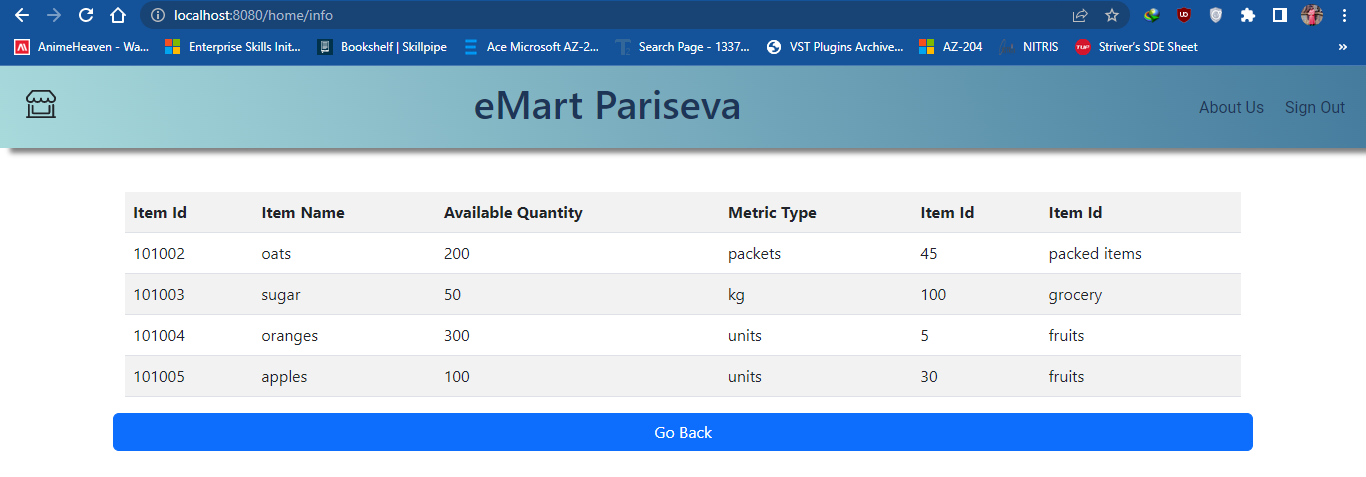 localhost:8080/home/info
AnimeHeaven - Wa... Enterprise Skills Init... Bookshelf | Skillpipe Ace Microsoft AZ-2... Search Page - 1337... VST Plugins Archive... AZ-204 NITRIS TUF Striver's SDE Sheet »
eMart Pariseva About Us Sign Out
Item Id Item Name Available Quantity Metric Type Item Id Item Id
101002 oats 200 packets 45 packed items
101003 sugar 50 kg 100 grocery
101004 oranges 300 units 5 fruits
101005 apples 100 units 30 fruits
Go Back